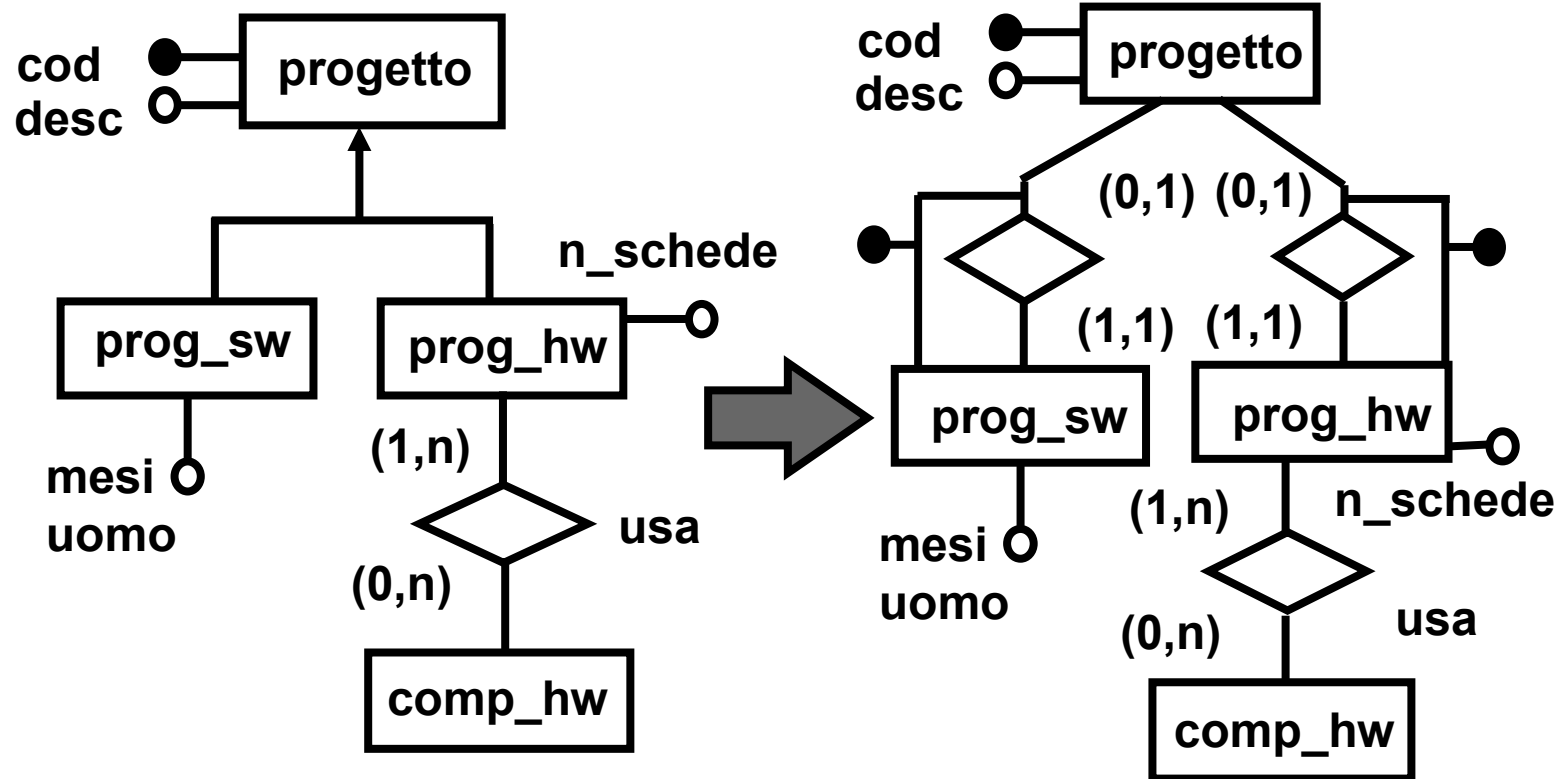 cod
desc
progetto
prog_sw
prog_hw
n_schede
mesi
uomo
(1,n)
usa
(0,n)
comp_hw
cod
desc
progetto
(0,1)
(0,1)
(1,1)
(1,1)
prog_sw
prog_hw
mesi
uomo
(1,n)
n_schede
usa
(0,n)
comp_hw